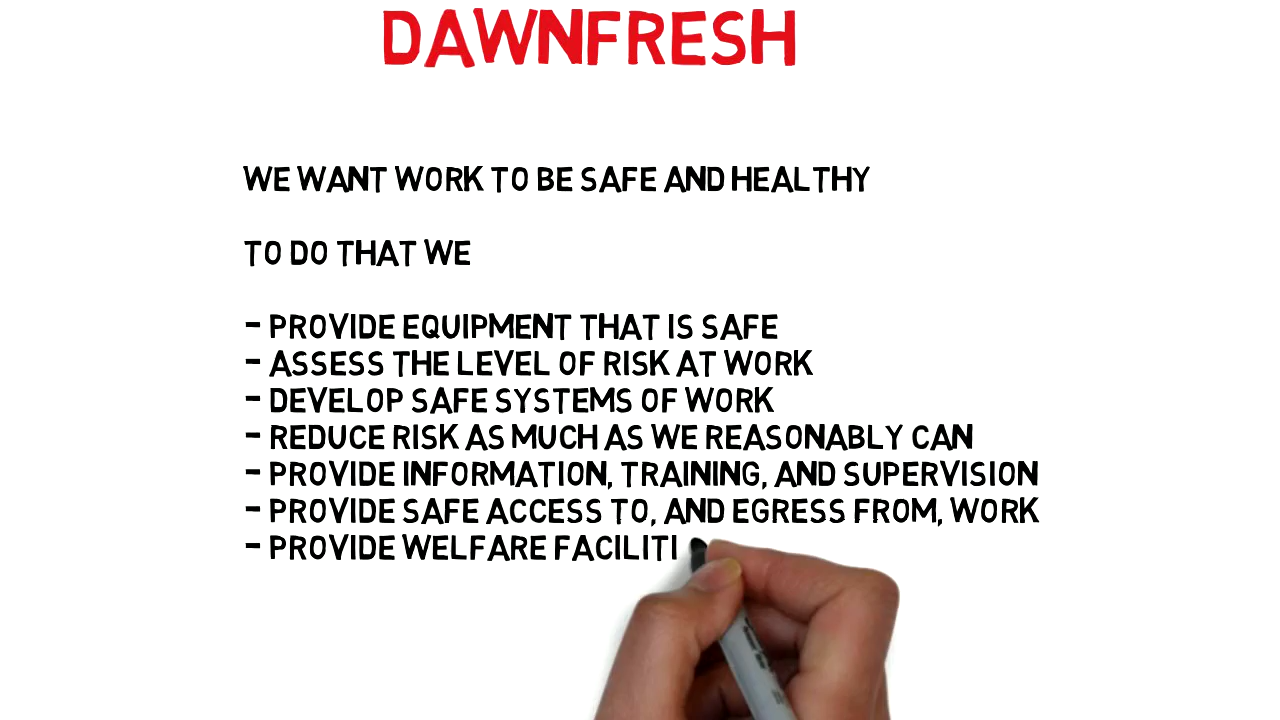 DAWNFRESH
WE WANT WORK TO BE SAFE AND HEALTHY
TO DO THAT WE
- PROVIDE EQUIPMENT THAT IS SAFE
- ASSESS THE LEVEL OF RISK AT WORK
- DEVELOP SAFE SYSTEMS OF WORK
- REDUCE RISK AS MUCH AS WE REASONABLY CAN
- PROVIDE INFORMATION, TRAINING, AND SUPERVISION
- PROVIDE SAFE ACCESS TO, AND EGRESS FROM, WORK
- PROVIDE WELFARE FACILITI